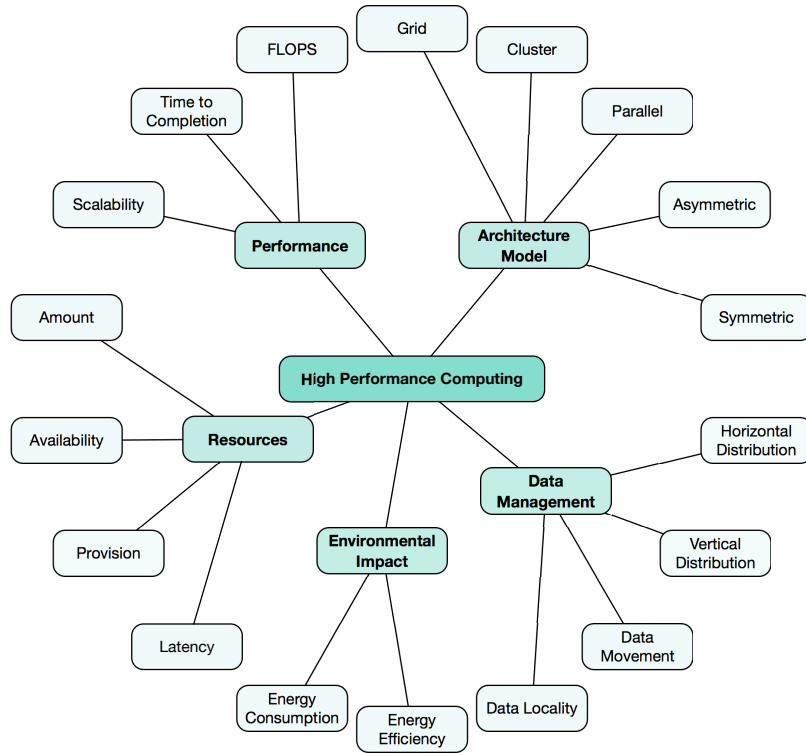 Grid
FLOPS
Cluster
Time to
Completion
Parallel
Scalability
Asymmetric
Performance
Architecture
Model
Amount
Symmetric
High Performance Computing
Availability
Resources
Horizontal
Distribution
Data
Management
Provision
Environmental
Impact
Vertical
Distribution
Latency
Data
Movement
Energy
Consumption
Data Locality
Energy
Efficiency